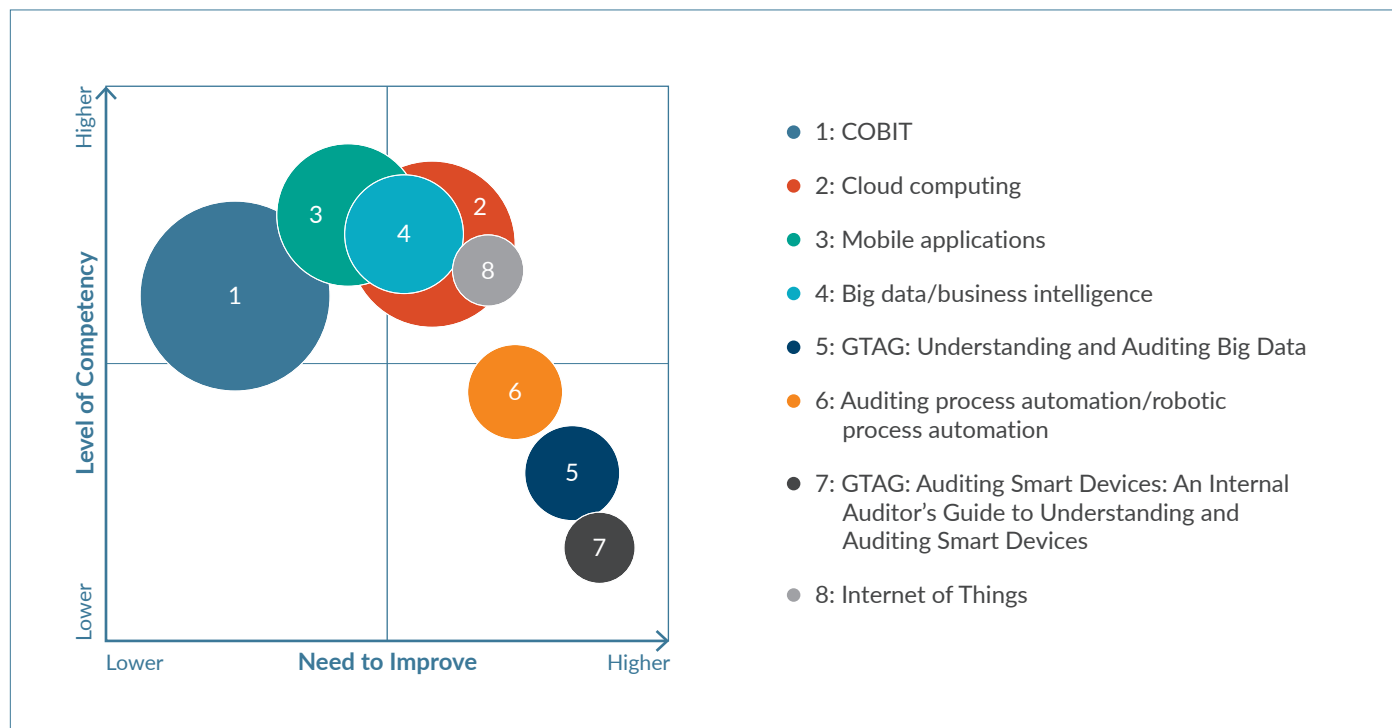 Higher
Level of Competency
Lower
1
3
4
2
8
6
5
7
Lower
Need to Improve
Higher
1: COBIT
2: Cloud computing
3: Mobile applications
4: Big data/business intelligence
5: GTAG: Understanding and Auditing Big Data
6: Auditing process automation/robotic
process automation
7: GTAG: Auditing Smart Devices: An Internal
Auditor’s Guide to Understanding and
Auditing Smart Devices
8: Internet of Things